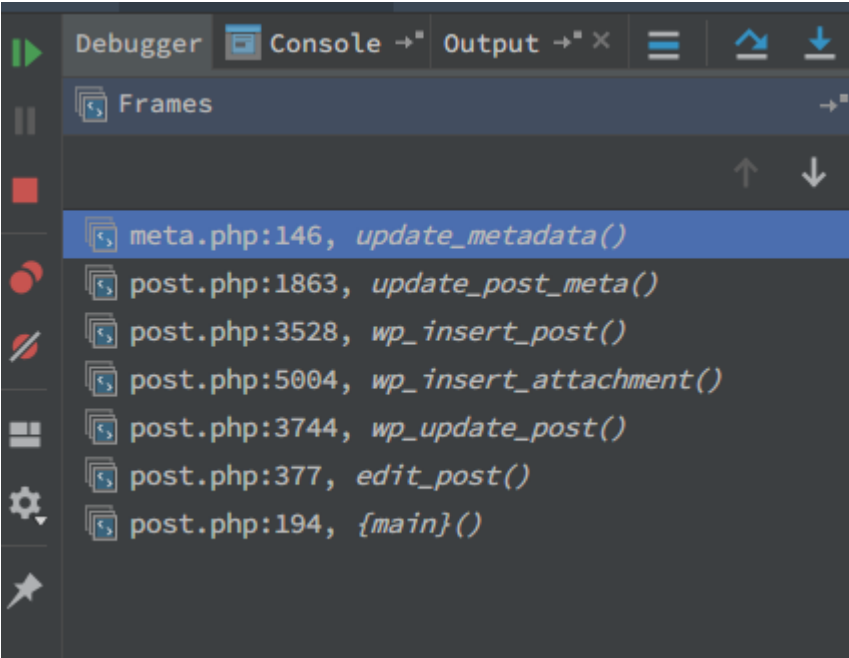 Debugger Console Output
Frames
meta.php:146, update_metadata()
post.php:1863, update_post_meta()
post.php:3528, wp_insert_post()
post.php:5004, wp_insert_attachment()
post.php:3744, wp_update_post()
post.php:377, edit_post()
post.php:194, {main}()